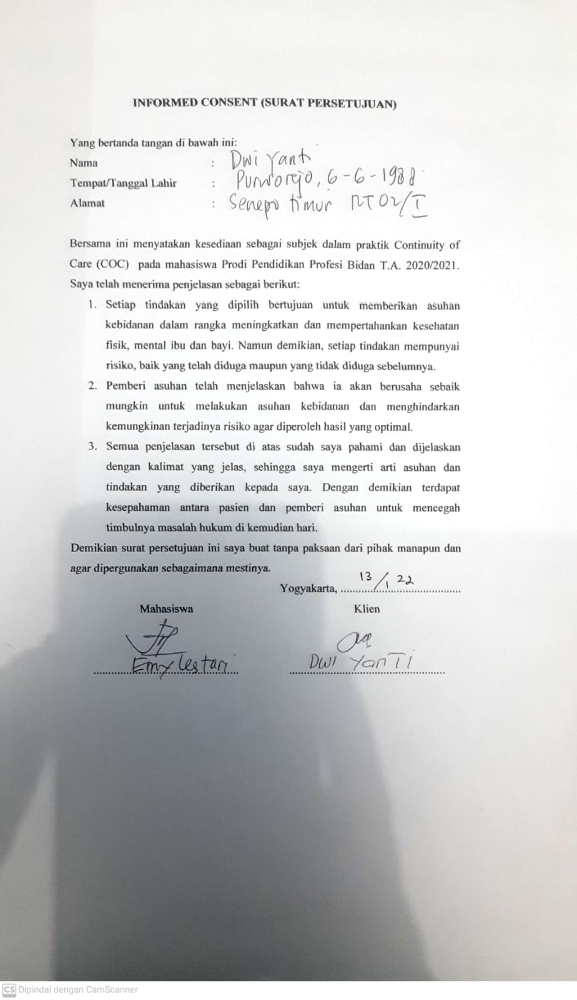 INFORMED CONSENT (SURAT PERSETUJUAN)
Yang bertanda tangan di bawah ini:
Nama : Dwi Yanti
Tempat/Tanggal Lahir : Purworejo, 6-6-1988
Alamat : Senepo timur RT 02/I
Bersama ini menyatakan kesediaan sebagai subjek dalam praktik Continuity of
Care (COC) pada mahasiswa Prodi Pendidikan Profesi Bidan T.A. 2020/2021.
Saya telah menerima penjelasan sebagai berikut:
1. Setiap tindakan yang dipilih bertujuan untuk memberikan asuhan
kebidanan dalam rangka meningkatkan dan mempertahankan kesehatan
fisik, mental ibu dan bayi. Namun demikian, setiap tindakan mempunyai
risiko, baik yang telah diduga maupun yang tidak diduga sebelumnya.
2. Pemberi asuhan telah menjelaskan bahwa ia akan berusaha sebaik
mungkin untuk melakukan asuhan kebidanan dan menghindarkan
kemungkinan terjadinya risiko agar diperoleh hasil yang optimal.
3. Semua penjelasan tersebut di atas sudah saya pahami dan dijelaskan
dengan kalimat yang jelas, sehingga saya mengerti arti asuhan dan
tindakan yang diberikan kepada saya. Dengan demikian terdapat
kesepahaman antara pasien dan pemberi asuhan untuk mencegah
timbulnya masalah hukum di kemudian hari.
Demikian surat persetujuan ini saya buat tanpa paksaan dari pihak manapun dan
agar dipergunakan sebagaimana mestinya.
Yogyakarta, 13/1 22
Mahasiswa Klien
Emy Lestari DWI YanTi
CS Dipindai dengan CamScanner